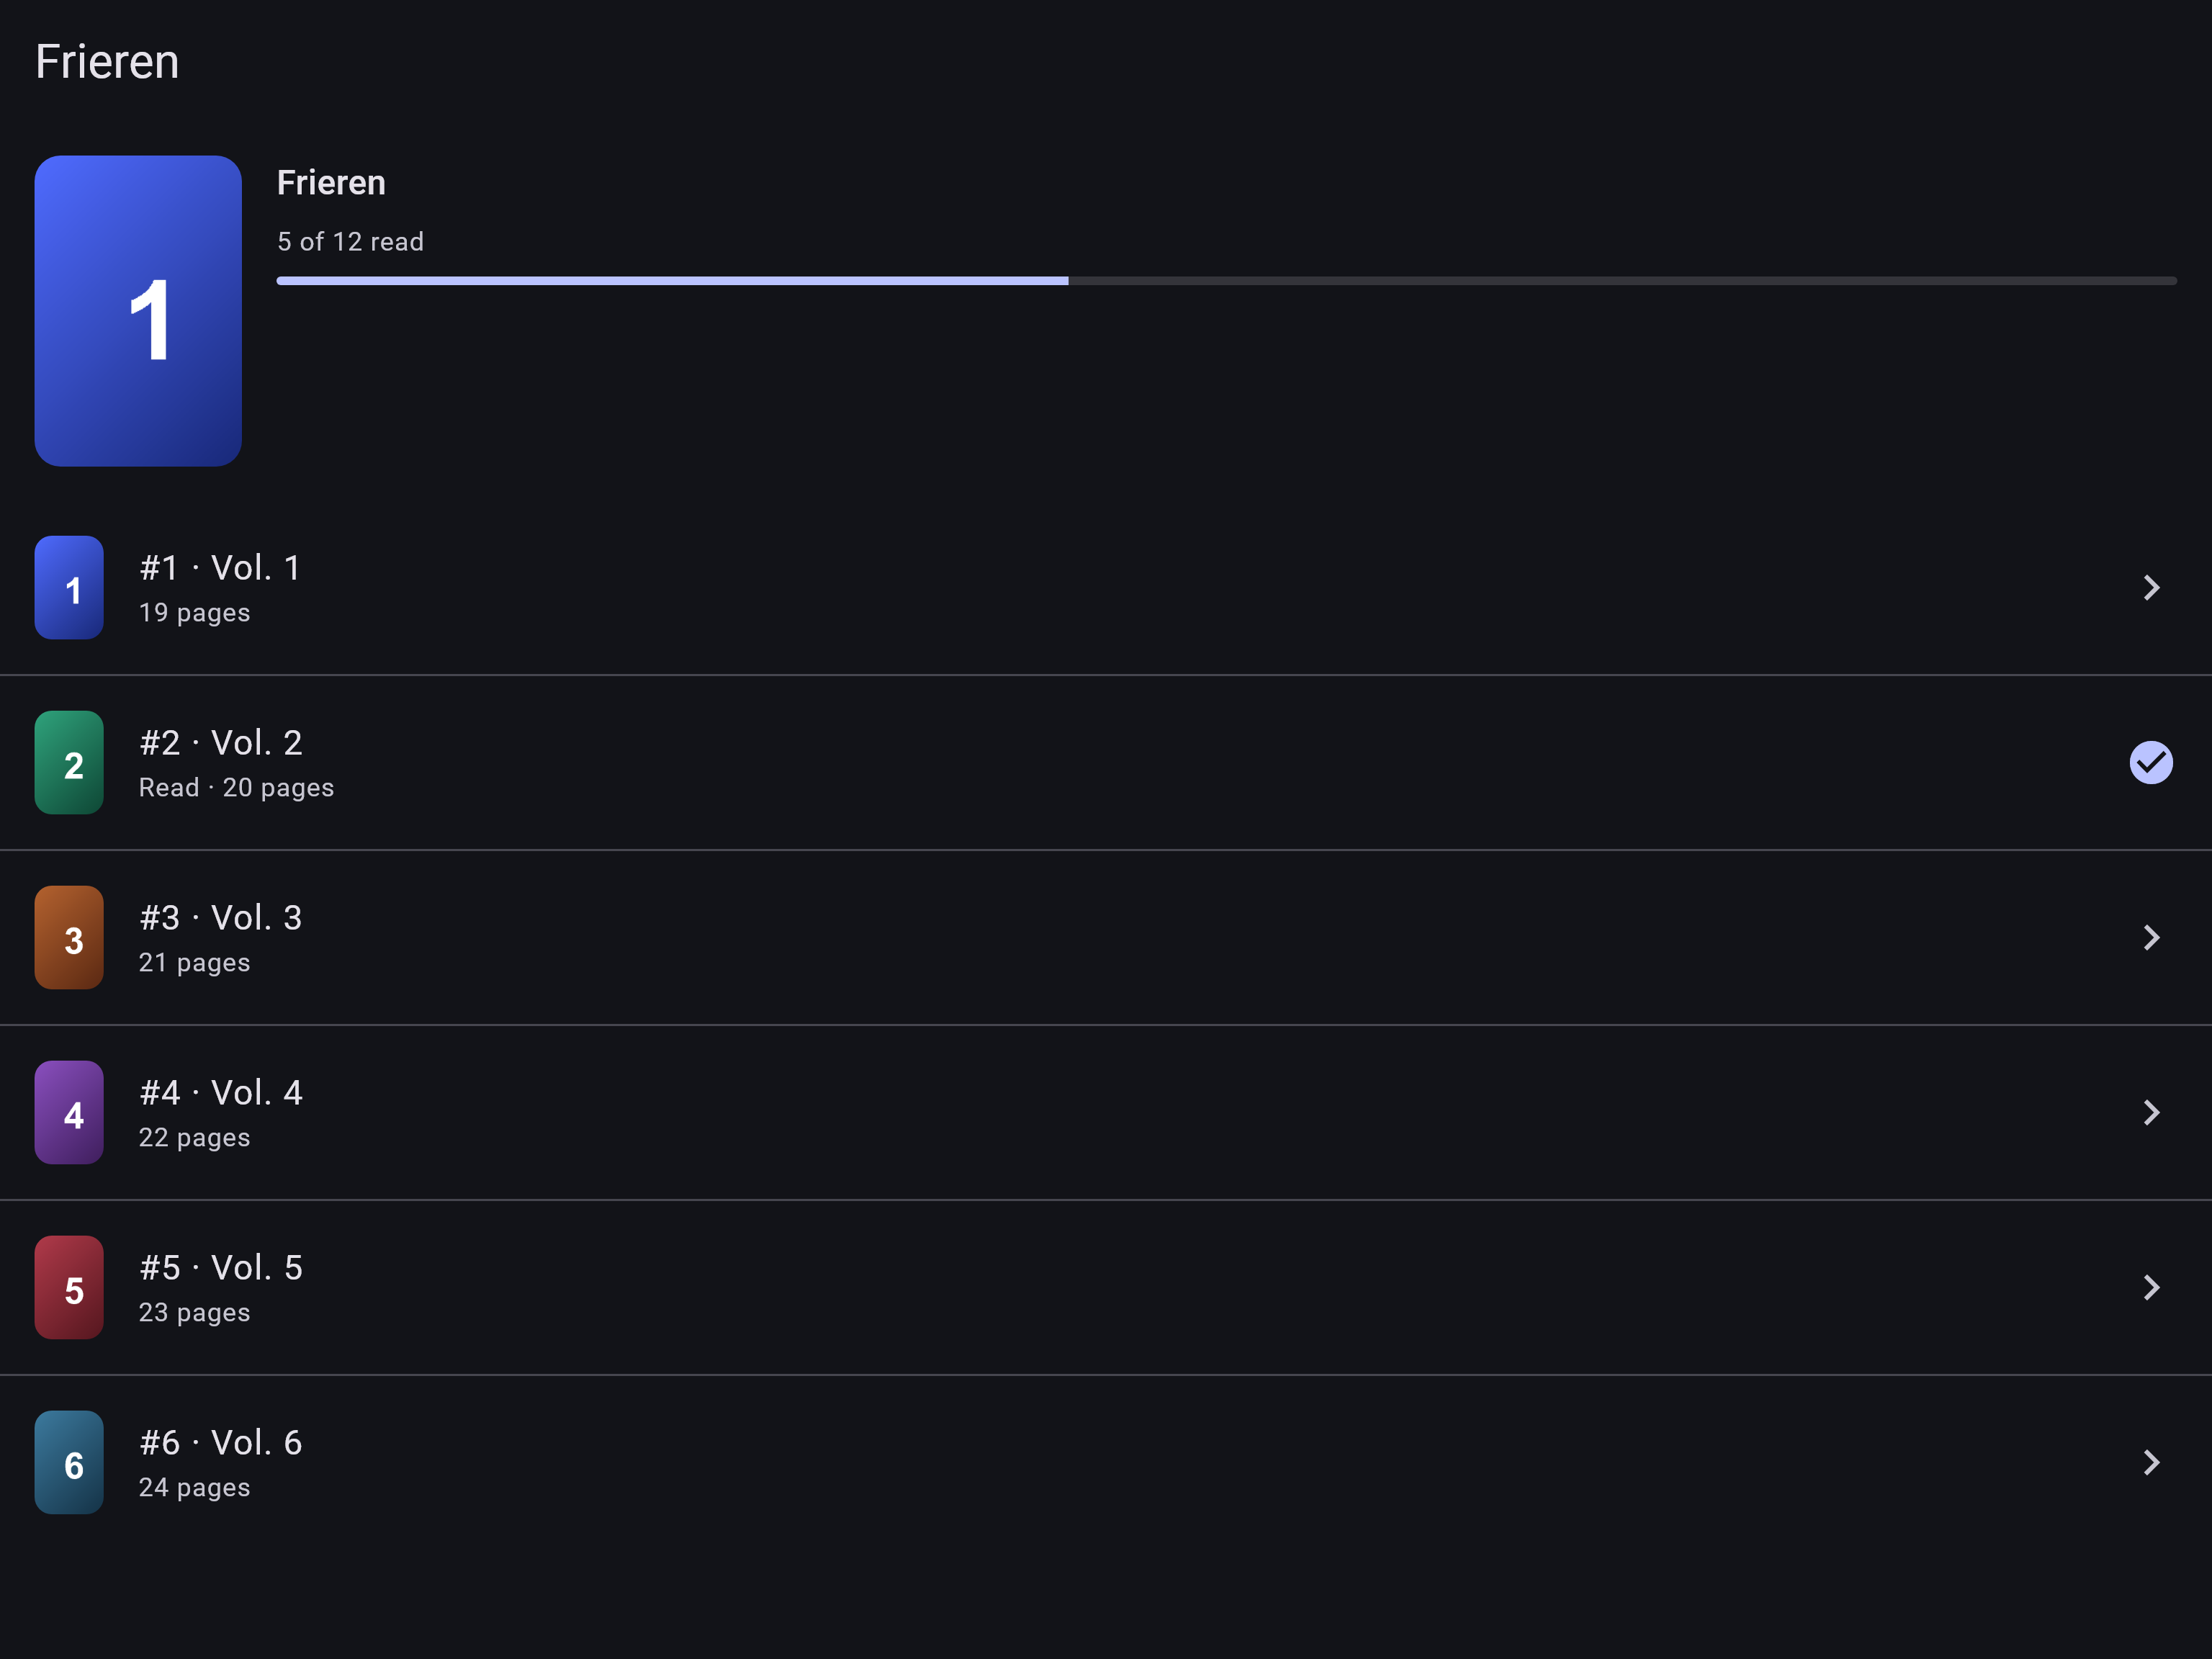 Frieren
1
Frieren
5 of 12 read
1
#1 · Vol. 1
19 pages
2
#2 · Vol. 2
Read · 20 pages
3
#3 · Vol. 3
21 pages
4
#4 · Vol. 4
22 pages
5
#5 · Vol. 5
23 pages
6
#6 · Vol. 6
24 pages